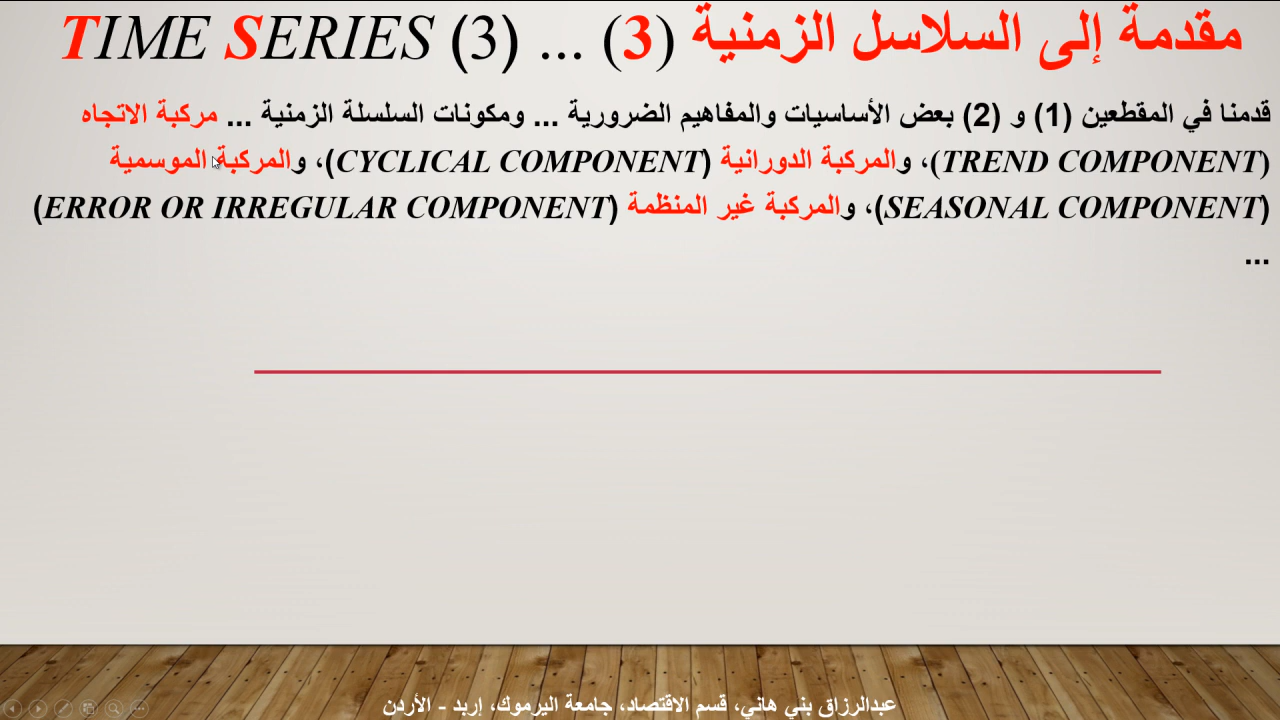 مقدمة إلى السلاسل الزمنية (3) ... TIME SERIES (3)
قدمنا في المقطعين (1) و (2) بعض الأساسيات والمفاهيم الضرورية ... ومكونات السلسلة الزمنية ... مركبة الاتجاه
(TREND COMPONENT)، والمركبة الدورانية (CYCLICAL COMPONENT)، والمركبة الموسمية
(SEASONAL COMPONENT)، والمركبة غير المنظمة (ERROR OR IRREGULAR COMPONENT)
...
عبدالرزاق بني هاني، قسم الاقتصاد، جامعة اليرموك، إربد - الأردن